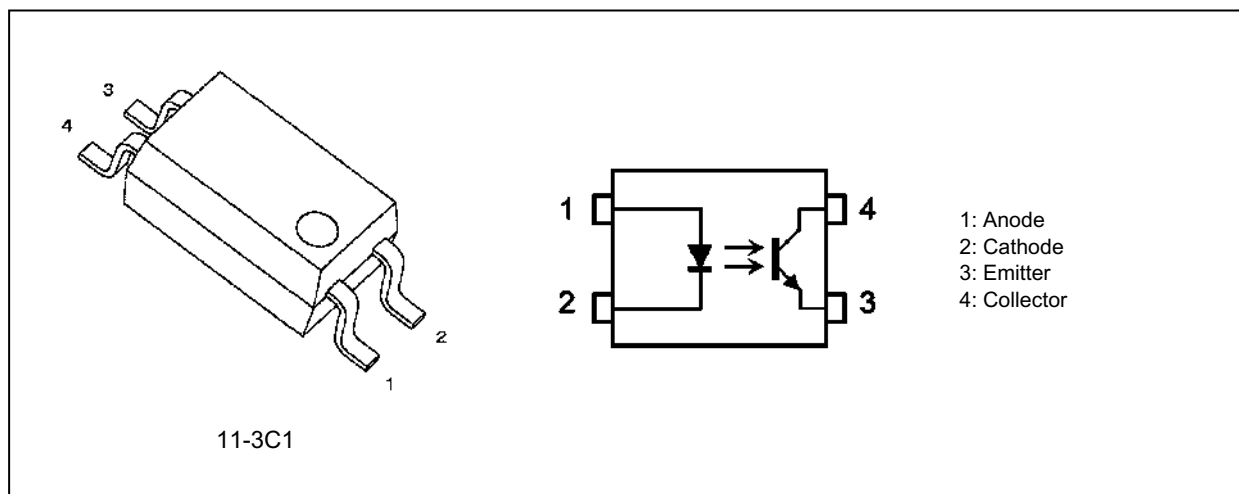 3
4
2
1
11-3C1
1
4
2
3
1: Anode
2: Cathode
3: Emitter
4: Collector